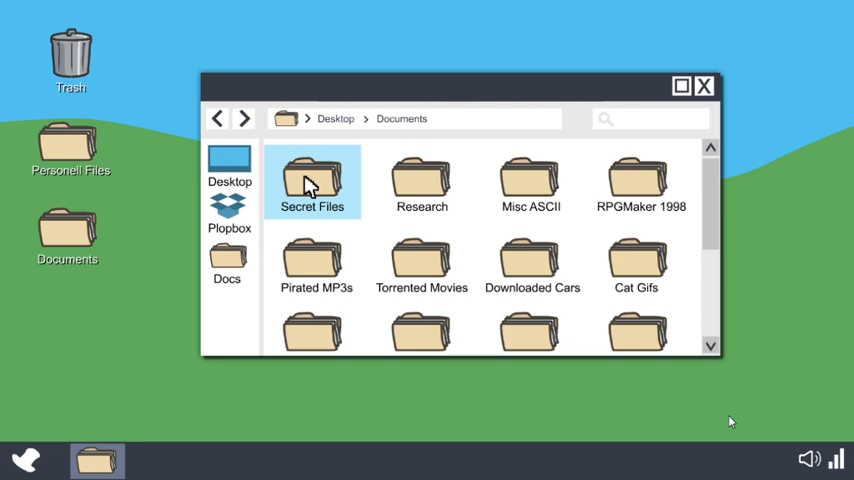 Trash
Personell Files
Documents
X
Desktop
Documents
Desktop
Plopbox
Docs
Secret Files
Research
Misc ASCII
RPGMaker 1998
Pirated MP3s
Torrented Movies
Downloaded Cars
Cat Gifs